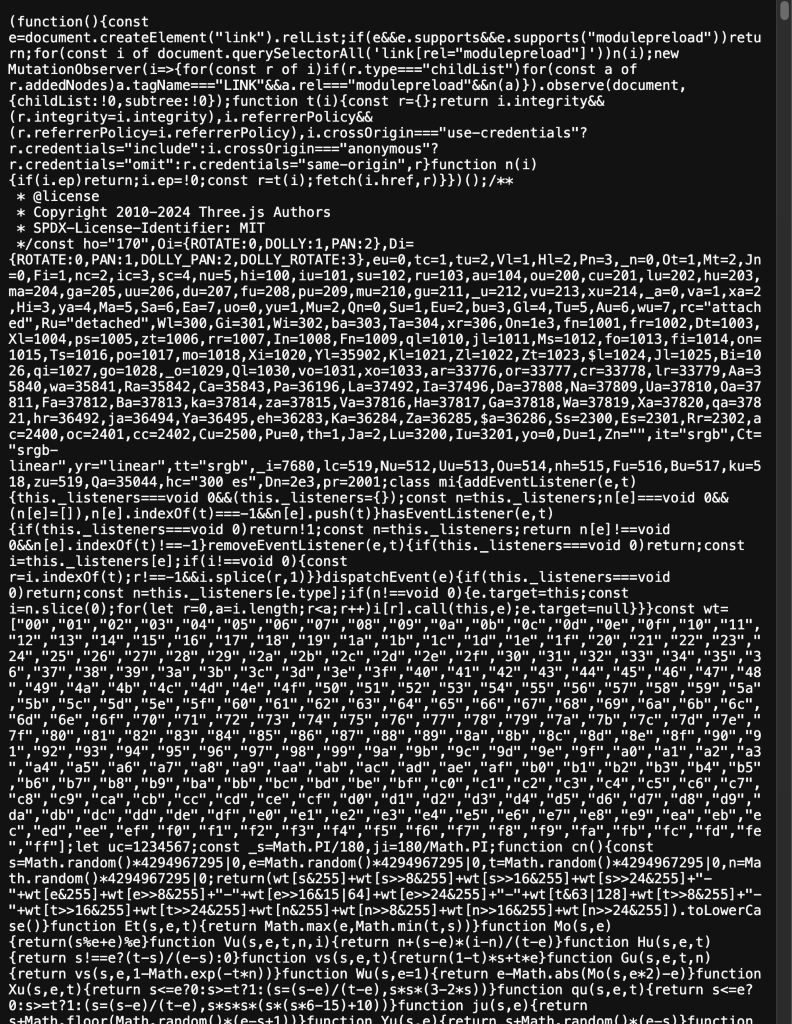 (function(){const
e=document.createElement("link").relList;if(e&&e.supports&&e.supports("modulepreload"))retu
rn;for(const i of document.querySelectorAll('link[rel="modulepreload"]'))n(i);new
MutationObserver(i=>{for(const r of i)if(r.type==="childList")for(const a of
r.addedNodes)a.tagName==="LINK"&&a.rel==="modulepreload"&&n(a)}).observe(document,
{childList:!0,subtree:!0});function t(i){const r={};return i.integrity&&
(r.integrity=i.integrity),i.referrerPolicy&&
(r.referrerPolicy=i.referrerPolicy),i.crossOrigin==="use-credentials"?
r.credentials="include":i.crossOrigin==="anonymous"?
r.credentials="omit":r.credentials="same-origin",r}function n(i)
{if(i.ep)return;i.ep=!0;const r=t(i);fetch(i.href,r)}})();/**
 * @license
 * Copyright 2010-2024 Three.js Authors
 * SPDX-License-Identifier: MIT
 */const ho="170",Oi={ROTATE:0,DOLLY:1,PAN:2},Di=
{ROTATE:0,PAN:1,DOLLY_PAN:2,DOLLY_ROTATE:3},eu=0,tc=1,tu=2,Vl=1,Hl=2,Pn=3,_n=0,Ot=1,Mt=2,Jn
=0,Fi=1,nc=2,ic=3,sc=4,nu=5,hi=100,iu=101,su=102,ru=103,au=104,ou=200,cu=201,lu=202,hu=203,
ma=204,ga=205,uu=206,du=207,fu=208,pu=209,mu=210,gu=211,_u=212,vu=213,xu=214,_a=0,va=1,xa=2
,Hi=3,ya=4,Ma=5,Sa=6,Ea=7,uo=0,yu=1,Mu=2,Qn=0,Su=1,Eu=2,bu=3,Gl=4,Tu=5,Au=6,wu=7,rc="attach
ed",Ru="detached",Wl=300,Gi=301,Wi=302,ba=303,Ta=304,xr=306,On=1e3,fn=1001,fr=1002,Dt=1003,
Xl=1004,ps=1005,zt=1006,rr=1007,In=1008,Fn=1009,ql=1010,jl=1011,Ms=1012,fo=1013,fi=1014,on=
1015,Ts=1016,po=1017,mo=1018,Xi=1020,Yl=35902,Kl=1021,Zl=1022,Zt=1023,$l=1024,Jl=1025,Bi=10
26,qi=1027,go=1028,_o=1029,Ql=1030,vo=1031,xo=1033,ar=33776,or=33777,cr=33778,lr=33779,Aa=3
5840,wa=35841,Ra=35842,Ca=35843,Pa=36196,La=37492,Ia=37496,Da=37808,Na=37809,Ua=37810,Oa=37
811,Fa=37812,Ba=37813,ka=37814,za=37815,Va=37816,Ha=37817,Ga=37818,Wa=37819,Xa=37820,qa=378
21,hr=36492,ja=36494,Ya=36495,eh=36283,Ka=36284,Za=36285,$a=36286,Ss=2300,Es=2301,Rr=2302,a
c=2400,oc=2401,cc=2402,Cu=2500,Pu=0,th=1,Ja=2,Lu=3200,Iu=3201,yo=0,Du=1,Zn="",it="srgb",Ct=
"srgb-
linear",yr="linear",tt="srgb",_i=7680,lc=519,Nu=512,Uu=513,Ou=514,nh=515,Fu=516,Bu=517,ku=5
18,zu=519,Qa=35044,hc="300 es",Dn=2e3,pr=2001;class mi{addEventListener(e,t)
{this._listeners===void 0&&(this._listeners={});const n=this._listeners;n[e]===void 0&&
(n[e]=[]),n[e].indexOf(t)===-1&&n[e].push(t)}hasEventListener(e,t)
{if(this._listeners===void 0)return!1;const n=this._listeners;return n[e]!==void
0&&n[e].indexOf(t)!==-1}removeEventListener(e,t){if(this._listeners===void 0)return;const
i=this._listeners[e];if(i!==void 0){const
r=i.indexOf(t);r!==-1&&i.splice(r,1)}}dispatchEvent(e){if(this._listeners===void
0)return;const n=this._listeners[e.type];if(n!==void 0){e.target=this;const
i=n.slice(0);for(let r=0,a=i.length;r<a;r++)i[r].call(this,e);e.target=null}}}const wt=
["00","01","02","03","04","05","06","07","08","09","0a","0b","0c","0d","0e","0f","10","11",
"12","13","14","15","16","17","18","19","1a","1b","1c","1d","1e","1f","20","21","22","23","
24","25","26","27","28","29","2a","2b","2c","2d","2e","2f","30","31","32","33","34","35","3
6","37","38","39","3a","3b","3c","3d","3e","3f","40","41","42","43","44","45","46","47","48
","49","4a","4b","4c","4d","4e","4f","50","51","52","53","54","55","56","57","58","59","5a"
,"5b","5c","5d","5e","5f","60","61","62","63","64","65","66","67","68","69","6a","6b","6c",
"6d","6e","6f","70","71","72","73","74","75","76","77","78","79","7a","7b","7c","7d","7e","
7f","80","81","82","83","84","85","86","87","88","89","8a","8b","8c","8d","8e","8f","90","9
1","92","93","94","95","96","97","98","99","9a","9b","9c","9d","9e","9f","a0","a1","a2","a3
","a4","a5","a6","a7","a8","a9","aa","ab","ac","ad","ae","af","b0","b1","b2","b3","b4","b5"
,"b6","b7","b8","b9","ba","bb","bc","bd","be","bf","c0","c1","c2","c3","c4","c5","c6","c7",
"c8","c9","ca","cb","cc","cd","ce","cf","d0","d1","d2","d3","d4","d5","d6","d7","d8","d9","
da","db","dc","dd","de","df","e0","e1","e2","e3","e4","e5","e6","e7","e8","e9","ea","eb","e
c","ed","ee","ef","f0","f1","f2","f3","f4","f5","f6","f7","f8","f9","fa","fb","fc","fd","fe
","ff"];let uc=1234567;const _s=Math.PI/180,ji=180/Math.PI;function cn(){const
s=Math.random()*4294967295|0,e=Math.random()*4294967295|0,t=Math.random()*4294967295|0,n=Ma
th.random()*4294967295|0;return(wt[s&255]+wt[s>>8&255]+wt[s>>16&255]+wt[s>>24&255]+"-
"+wt[e&255]+wt[e>>8&255]+"-"+wt[e>>16&15|64]+wt[e>>24&255]+"-"+wt[t&63|128]+wt[t>>8&255]+"-
"+wt[t>>16&255]+wt[t>>24&255]+wt[n&255]+wt[n>>8&255]+wt[n>>16&255]+wt[n>>24&255]).toLowerCa
se()}function Et(s,e,t){return Math.max(e,Math.min(t,s))}function Mo(s,e)
{return(s%e+e)%e}function Vu(s,e,t,n,i){return n+(s-e)*(i-n)/(t-e)}function Hu(s,e,t)
{return s!==e?(t-s)/(e-s):0}function vs(s,e,t){return(1-t)*s+t*e}function Gu(s,e,t,n)
{return vs(s,e,1-Math.exp(-t*n))}function Wu(s,e=1){return e-Math.abs(Mo(s,e*2)-e)}function
Xu(s,e,t){return s<=e?0:s>=t?1:(s=(s-e)/(t-e),s*s*(3-2*s))}function qu(s,e,t){return s<=e?
0:s>=t?1:(s=(s-e)/(t-e),s*s*s*(s*(s*6-15)+10))}function ju(s,e){return
s+Math.floor(Math.random()*(e-s+1))}function Yu(s,e){return s+Math.random()*(e-s)}function